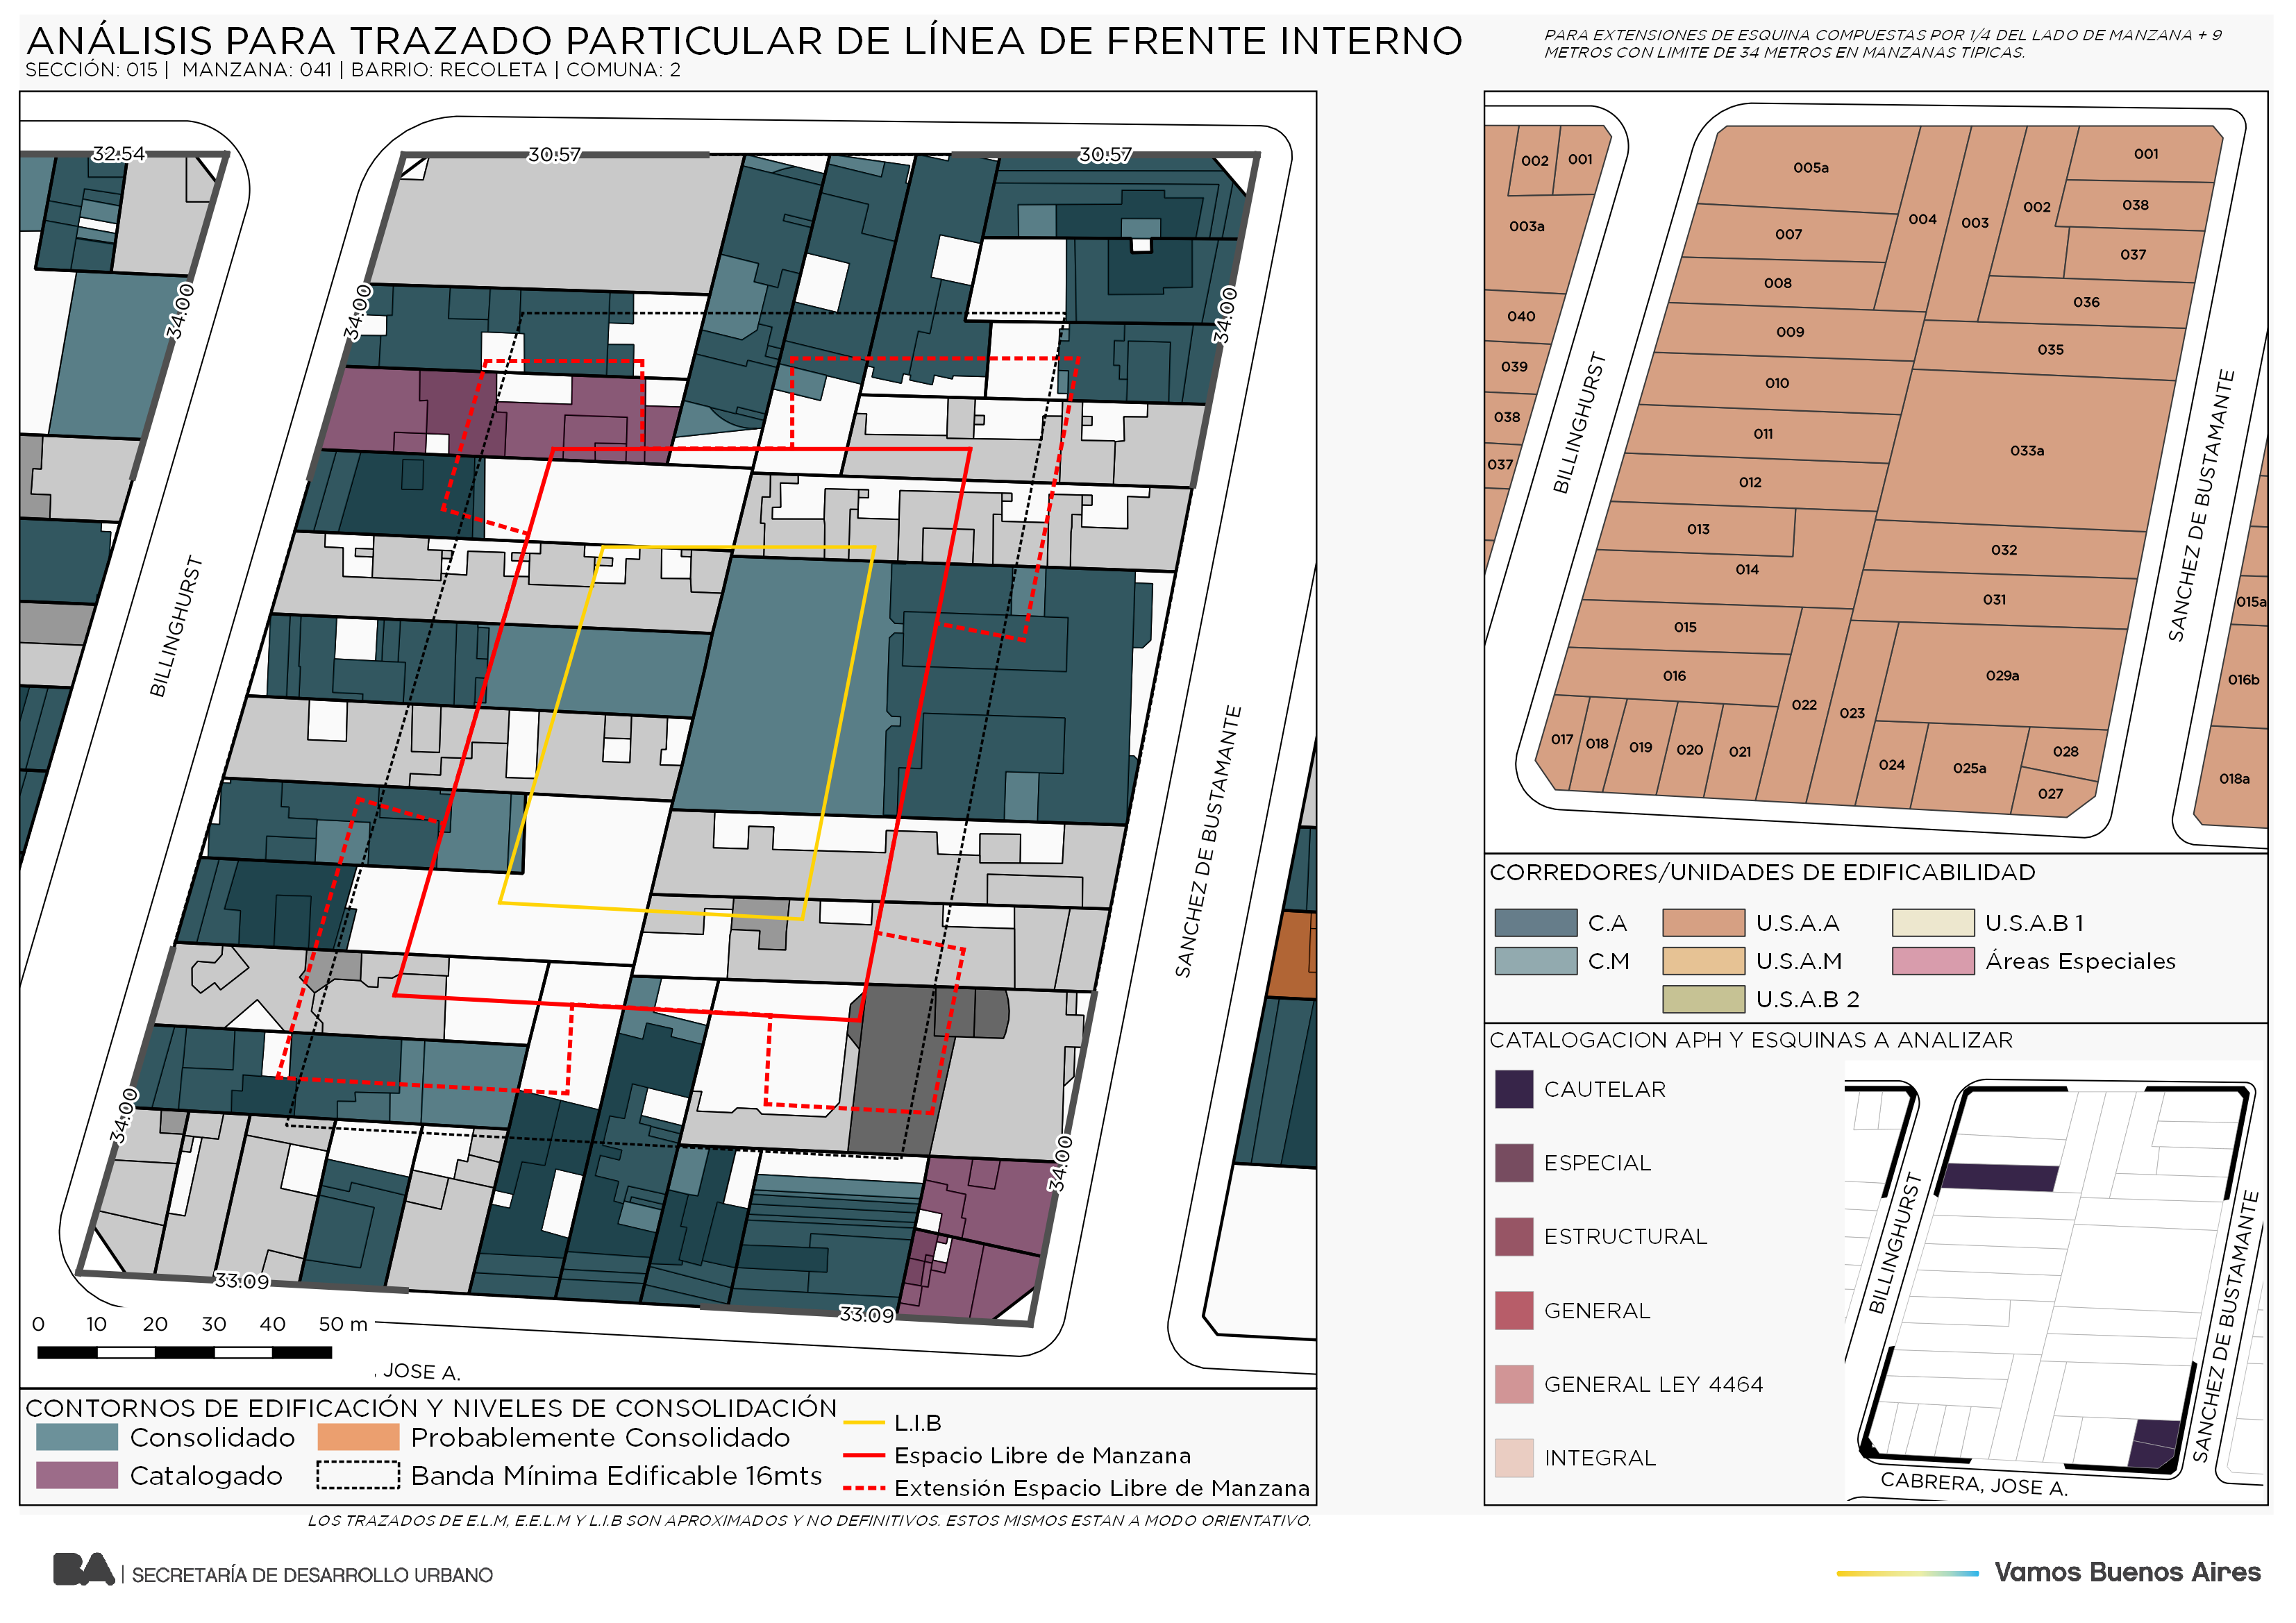 ANÁLISIS PARA TRAZADO PARTICULAR DE LÍNEA DE FRENTE INTERNO
SECCIÓN: 015 | MANZANA: 041 | BARRIO: RECOLETA | COMUNA: 2
PARA EXTENSIONES DE ESQUINA COMPUESTAS POR 1/4 DEL LADO DE MANZANA + 9
METROS CON LIMITE DE 34 METROS EN MANZANAS TIPICAS.
32.54
30.57
30.57
34.00
34.00
34.00
BILLINGHURST
SANCHEZ DE BUSTAMANTE
34.00
34.00
33.09
33.09
0 10 20 30 40 50 m
, JOSE A.
CONTORNOS DE EDIFICACIÓN Y NIVELES DE CONSOLIDACIÓN
Consolidado
Probablemente Consolidado
Catalogado
Banda Mínima Edificable 16mts
L.I.B
Espacio Libre de Manzana
Extensión Espacio Libre de Manzana
002 001
003a
040
039
038
037
BILLINGHURST
005a
007
008
009
010
011
012
013
014
015
016
017 018 019 020 021
022
023
024
025a
027
028
029a
031
032
033a
035
036
037
038
001
002
003
004
SANCHEZ DE BUSTAMANTE
015a
016b
018a
CORREDORES/UNIDADES DE EDIFICABILIDAD
C.A
U.S.A.A
U.S.A.B 1
C.M
U.S.A.M
Áreas Especiales
U.S.A.B 2
CATALOGACION APH Y ESQUINAS A ANALIZAR
CAUTELAR
ESPECIAL
ESTRUCTURAL
GENERAL
GENERAL LEY 4464
INTEGRAL
BILLINGHURST
SANCHEZ DE BUSTAMANTE
CABRERA, JOSE A.
LOS TRAZADOS DE E.L.M, E.E.L.M Y L.I.B SON APROXIMADOS Y NO DEFINITIVOS. ESTOS MISMOS ESTAN A MODO ORIENTATIVO.
BA | SECRETARÍA DE DESARROLLO URBANO
Vamos Buenos Aires